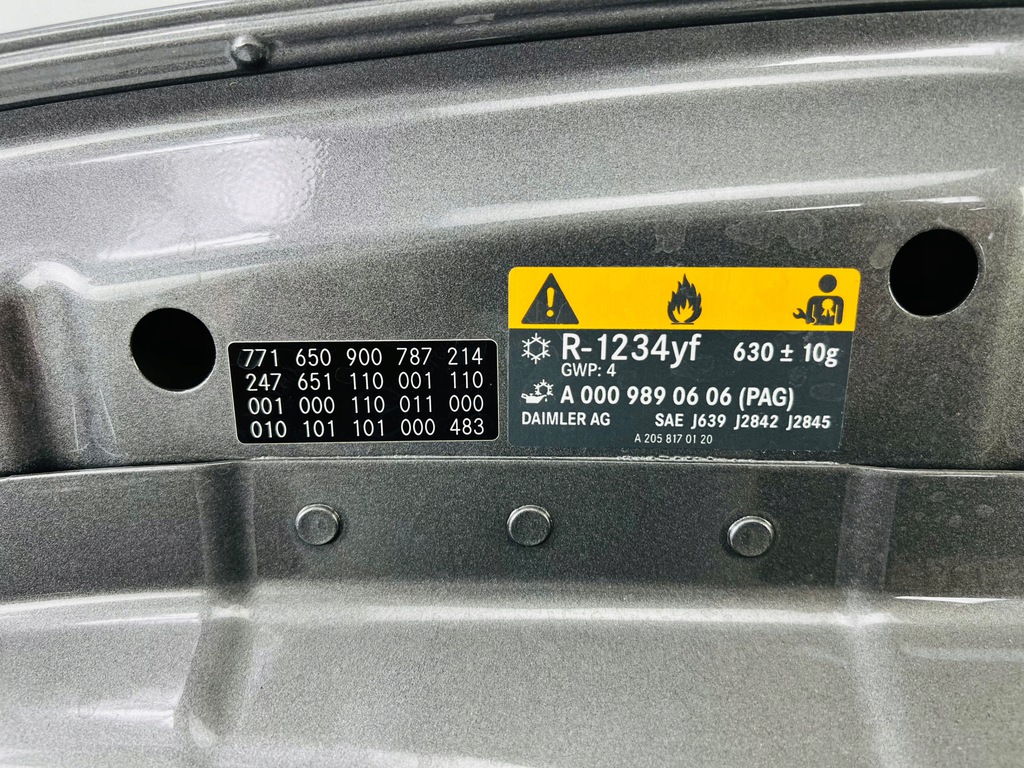 771 650 900 787 214
247 651 110 001 110
001 000 110 011 000
010 101 101 000 483
R-1234yf 630 ± 10g
GWP: 4
A 000 989 06 06 (PAG)
DAIMLER AG SAE J639 J2842 J2845
A 205 817 01 20